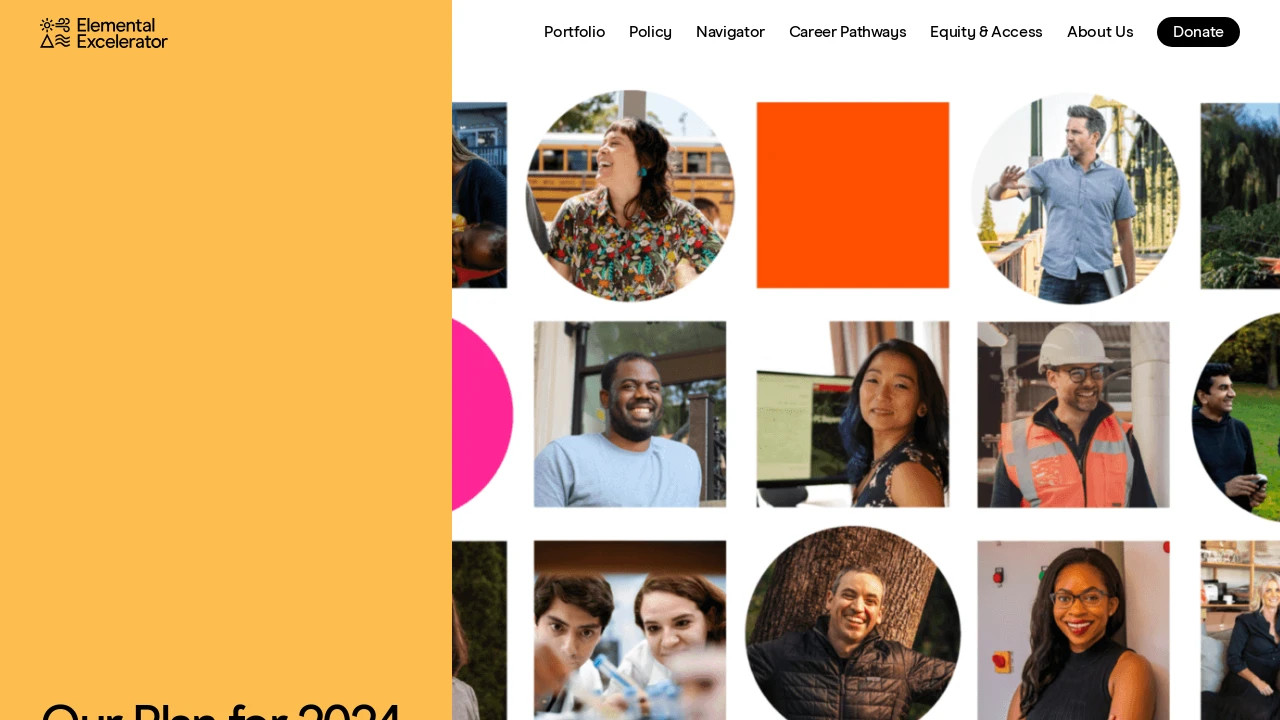 Elemental
Excelerator
Portfolio
Policy
Navigator
Career Pathways
Equity & Access
About Us
Donate
Our Plan for 2024